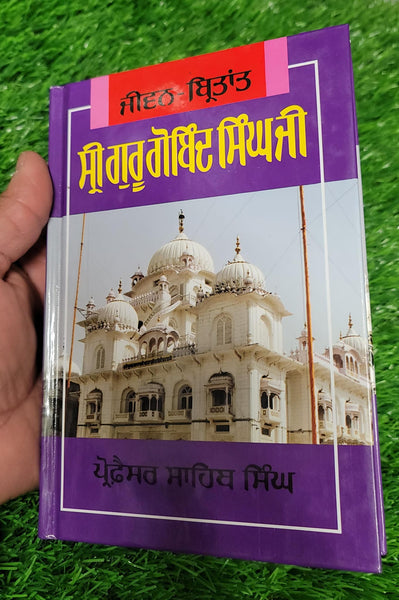 ਜੀਵਨ-ਬ੍ਰਿਤਾਂਤ
ਸ੍ਰੀ ਗੁਰੂ ਗੋਬਿੰਦ ਸਿੰਘ ਜੀ
ਪ੍ਰੋਫ਼ੈਸਰ ਸਾਹਿਬ ਸਿੰਘ